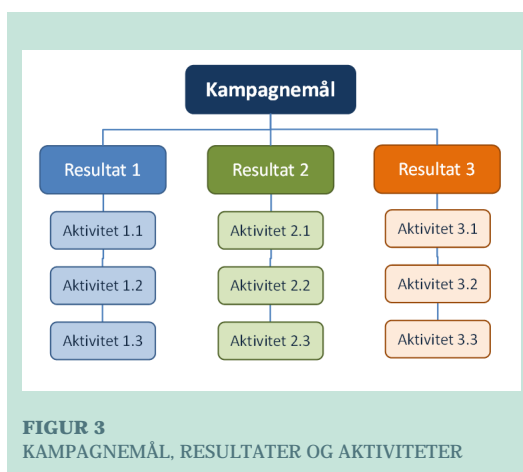 Kampagnemål
Resultat 1
Resultat 2
Resultat 3
Aktivitet 1.1
Aktivitet 2.1
Aktivitet 3.1
Aktivitet 1.2
Aktivitet 2.2
Aktivitet 3.2
Aktivitet 1.3
Aktivitet 2.3
Aktivitet 3.3
FIGUR 3
KAMPAGNEMÅL, RESULTATER OG AKTIVITETER